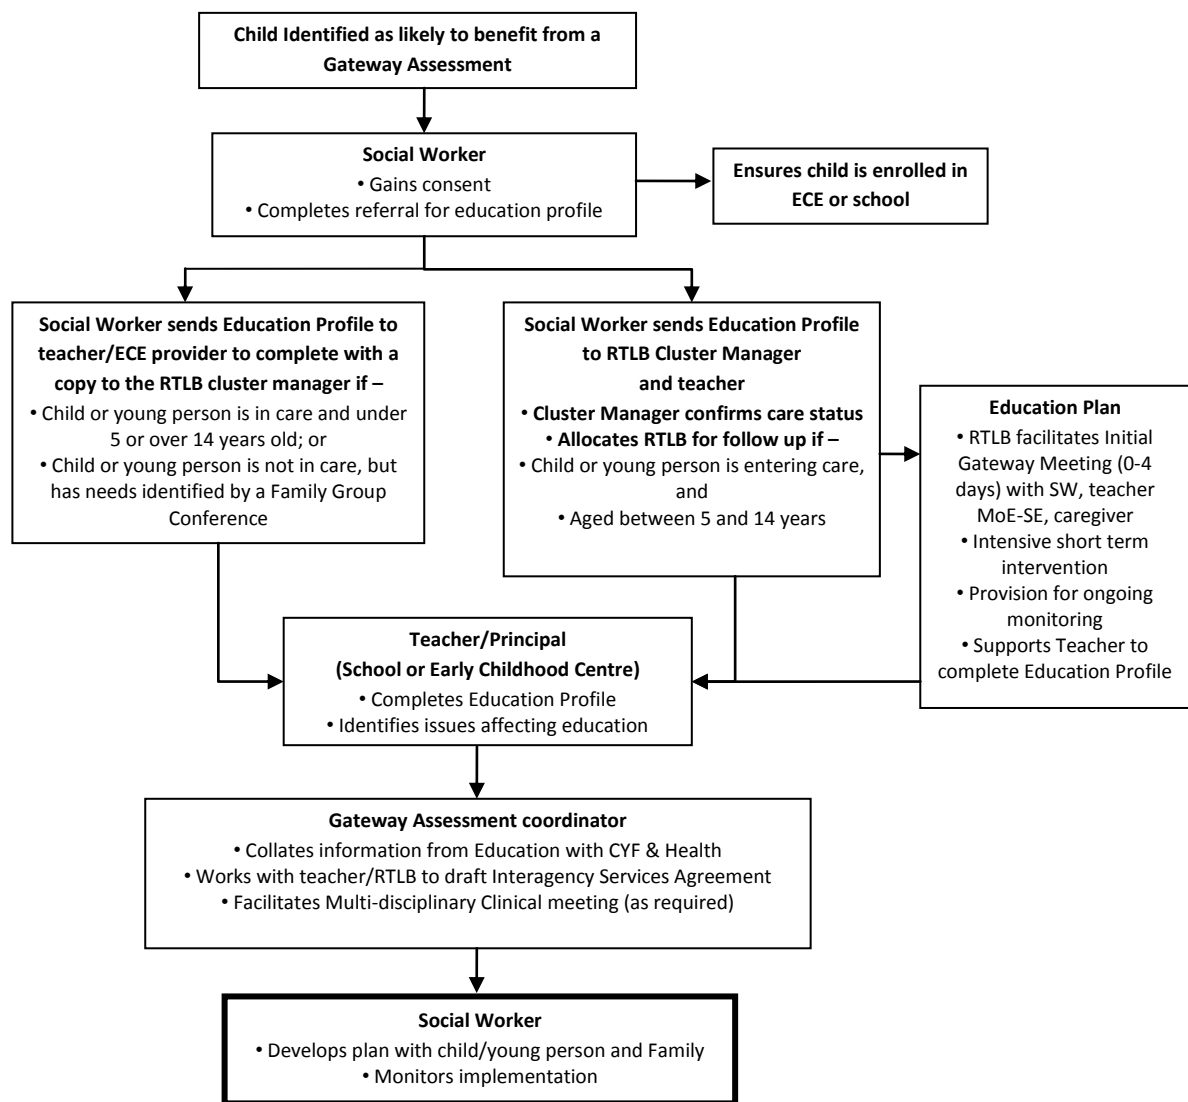 Child Identified as likely to benefit from a
Gateway Assessment
Social Worker
• Gains consent
• Completes referral for education profile
Ensures child is enrolled in
ECE or school
Social Worker sends Education Profile to
teacher/ECE provider to complete with a
copy to the RTLB cluster manager if –
• Child or young person is in care and under
5 or over 14 years old; or
• Child or young person is not in care, but
has needs identified by a Family Group
Conference
Social Worker sends Education Profile
to RTLB Cluster Manager
and teacher
• Cluster Manager confirms care status
• Allocates RTLB for follow up if –
• Child or young person is entering care,
and
• Aged between 5 and 14 years
Education Plan
• RTLB facilitates Initial
Gateway Meeting (0-4
days) with SW, teacher
MoE-SE, caregiver
• Intensive short term
intervention
• Provision for ongoing
monitoring
• Supports Teacher to
complete Education Profile
Teacher/Principal
(School or Early Childhood Centre)
• Completes Education Profile
• Identifies issues affecting education
Gateway Assessment coordinator
• Collates information from Education with CYF & Health
• Works with teacher/RTLB to draft Interagency Services Agreement
• Facilitates Multi-disciplinary Clinical meeting (as required)
Social Worker
• Develops plan with child/young person and Family
• Monitors implementation